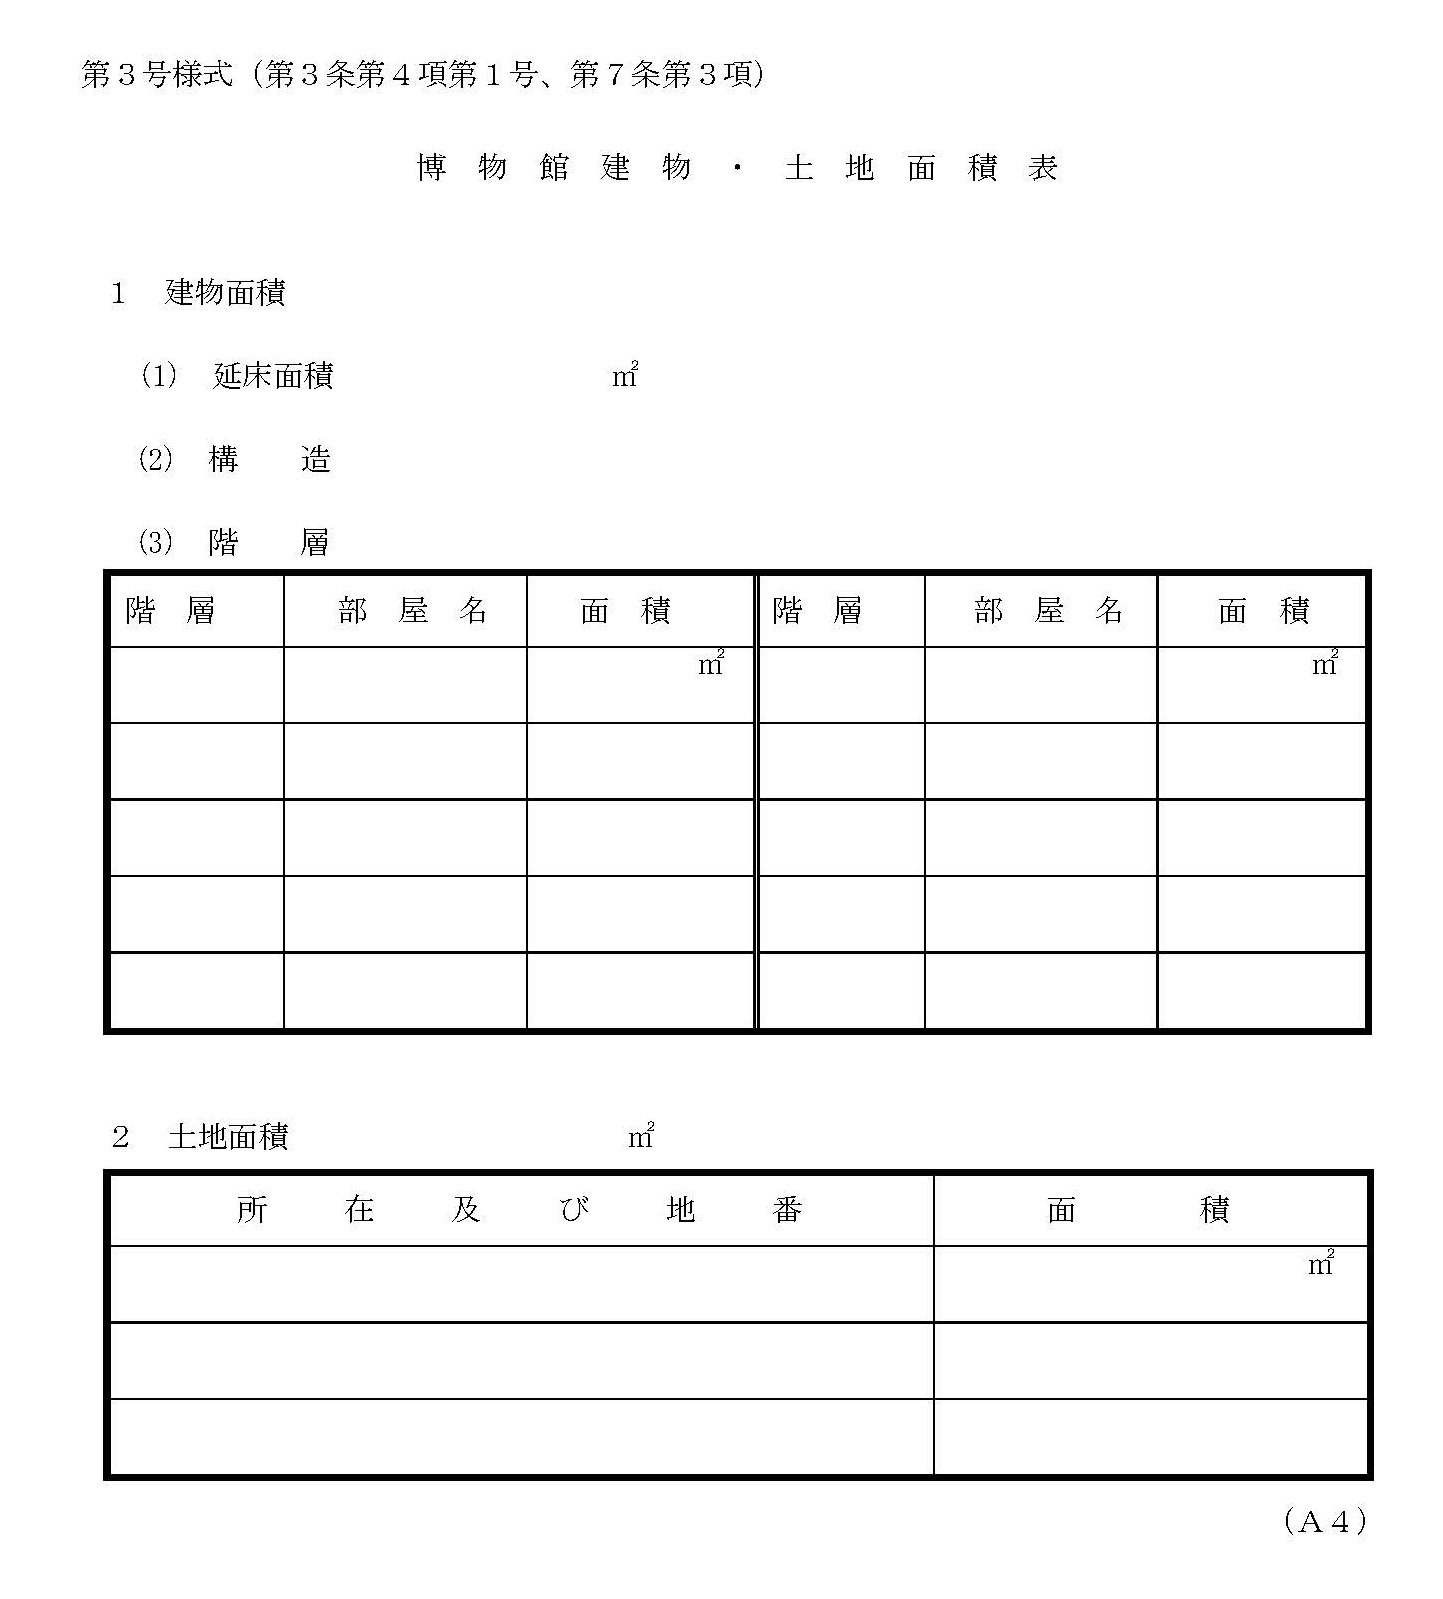 第３号様式（第３条第４項第１号、第７条第３項）
博　物　館　建　物　・　土　地　面　積　表
１　建物面積
(1)　延床面積　　　　　　　　　㎡
(2)　構　　造
(3)　階　　層
階　層　　部　屋　名　　面　積　　階　層　　部　屋　名　　面　積
㎡　　㎡
２　土地面積　　　　　　　　　　　㎡
所　在　及　び　地　番　　面　　積
㎡
（Ａ４）